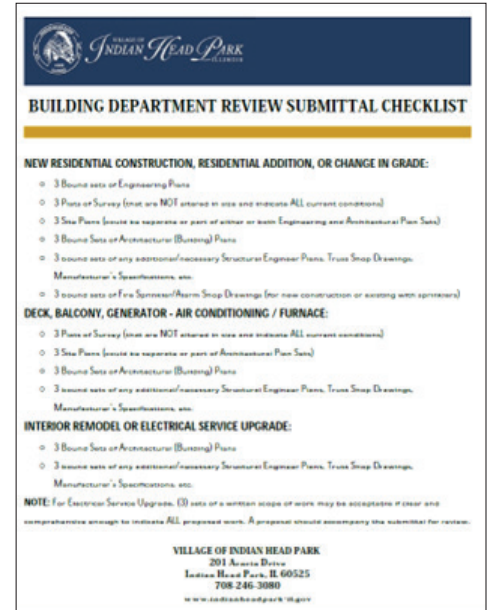 VILLAGE OF
INDIAN HEAD PARK
ILLINOIS
BUILDING DEPARTMENT REVIEW SUBMITTAL CHECKLIST
NEW RESIDENTIAL CONSTRUCTION, RESIDENTIAL ADDITION, OR CHANGE IN GRADE:
3 Bound sets of Engineering Plans
3 Plats of Survey (that are NOT altered in size and indicate ALL current conditions)
3 Site Plans (could be separate or part of either or both Engineering and Architectural Plan Sets)
3 Bound Sets of Architectural (Building) Plans
3 bound sets of any additional/necessary Structural Engineer Plans, Truss Shop Drawings,
Manufacturer's Specifications, etc.
3 bound sets of Fire Sprinkler/Alarm Shop Drawings (for new construction or existing with sprinklers)
DECK, BALCONY, GENERATOR - AIR CONDITIONING / FURNACE:
3 Plats of Survey (that are NOT altered in size and indicate ALL current conditions)
3 Site Plans (could be separate or part of Architectural Plan Sets)
3 Bound Sets of Architectural (Building) Plans
3 bound sets of any additional/necessary Structural Engineer Plans, Truss Shop Drawings,
Manufacturer's Specifications, etc.
INTERIOR REMODEL OR ELECTRICAL SERVICE UPGRADE:
3 Bound Sets of Architectural (Building) Plans
3 bound sets of any additional/necessary Structural Engineer Plans, Truss Shop Drawings,
Manufacturer's Specifications, etc.
NOTE: For Electrical Service Upgrade, (3) sets of a written scope of work may be acceptable if clear and
comprehensive enough to indicate ALL proposed work. A proposal should accompany the submittal for review.
VILLAGE OF INDIAN HEAD PARK
201 Acacia Drive
Indian Head Park, IL 60525
708-246-3080
www.indianheadpark-il.gov